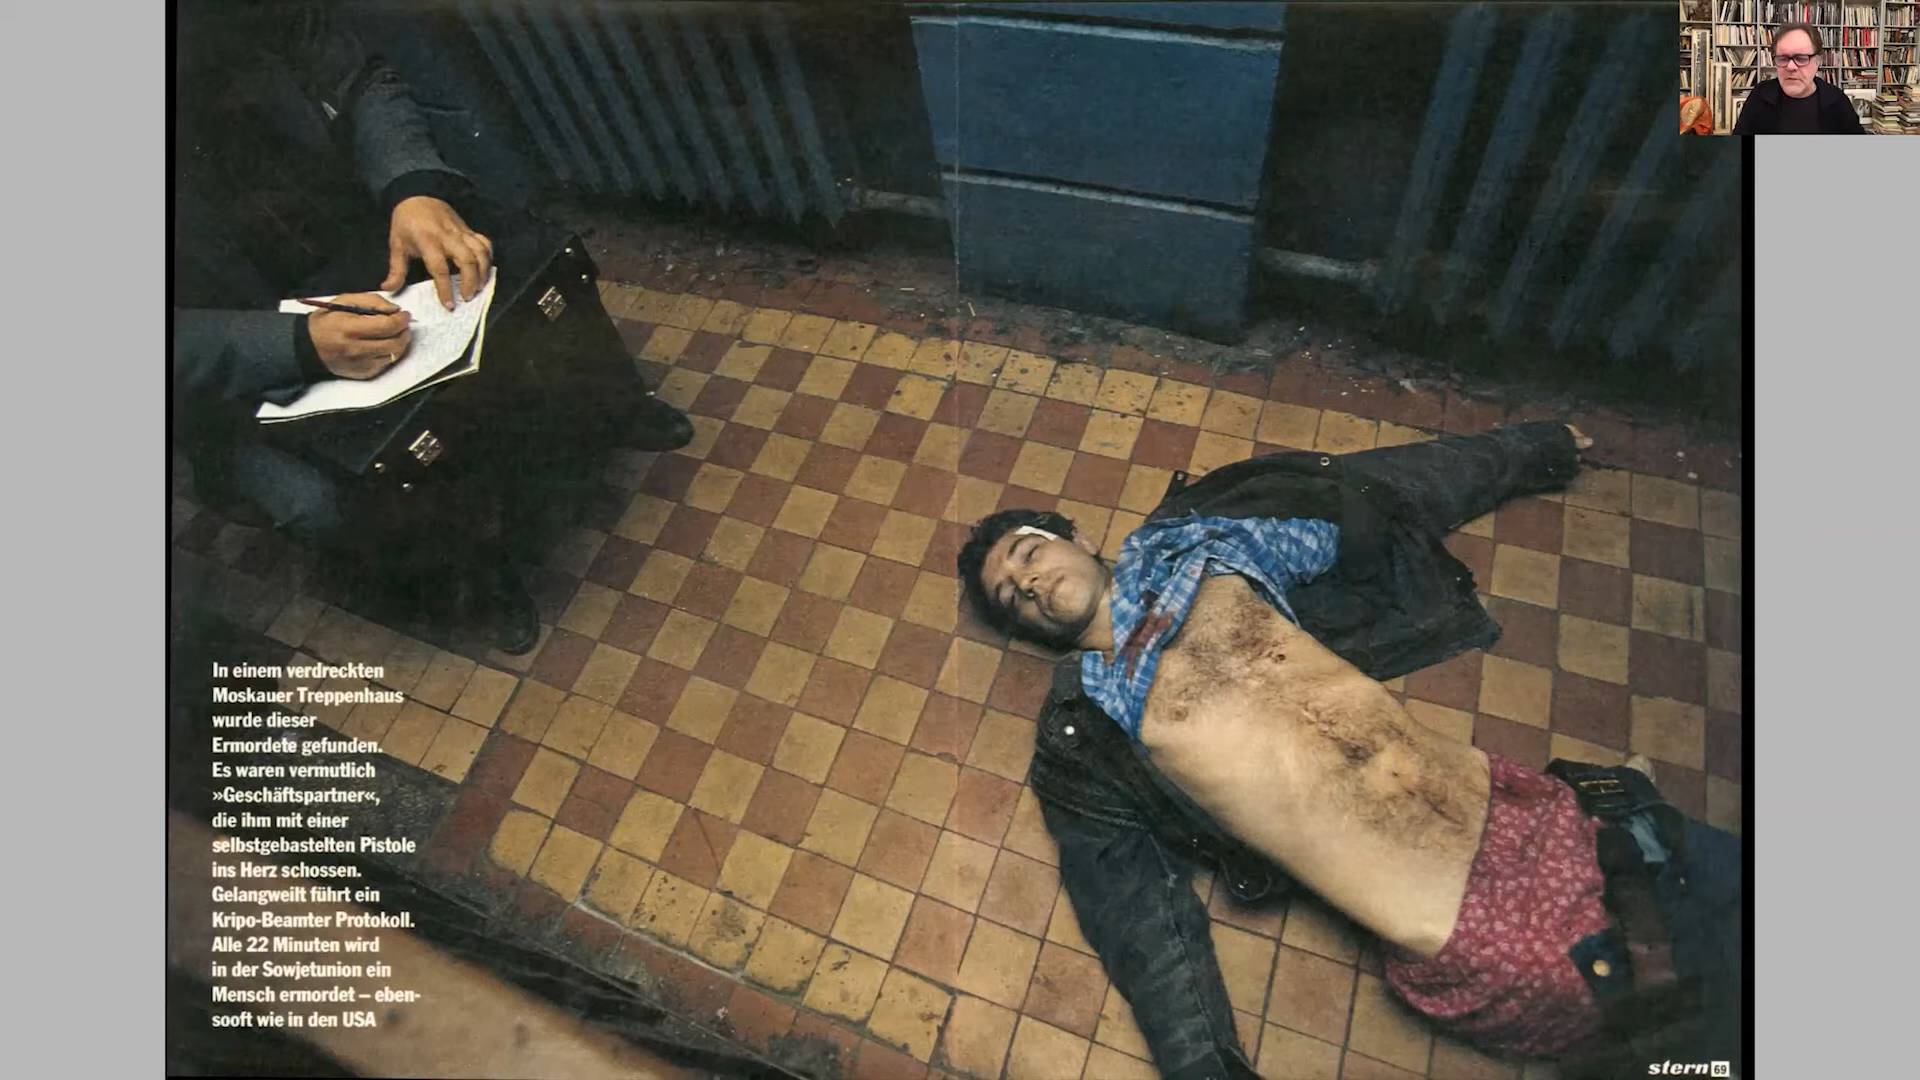 In einem verdreckten
Moskauer Treppenhaus
wurde dieser
Ermordete gefunden.
Es waren vermutlich
»Geschäftspartner«,
die ihm mit einer
selbstgebastelten Pistole
ins Herz schossen.
Gelangweilt führt ein
Kripo-Beamter Protokoll.
Alle 22 Minuten wird
in der Sowjetunion ein
Mensch ermordet – eben-
sooft wie in den USA
stern 69